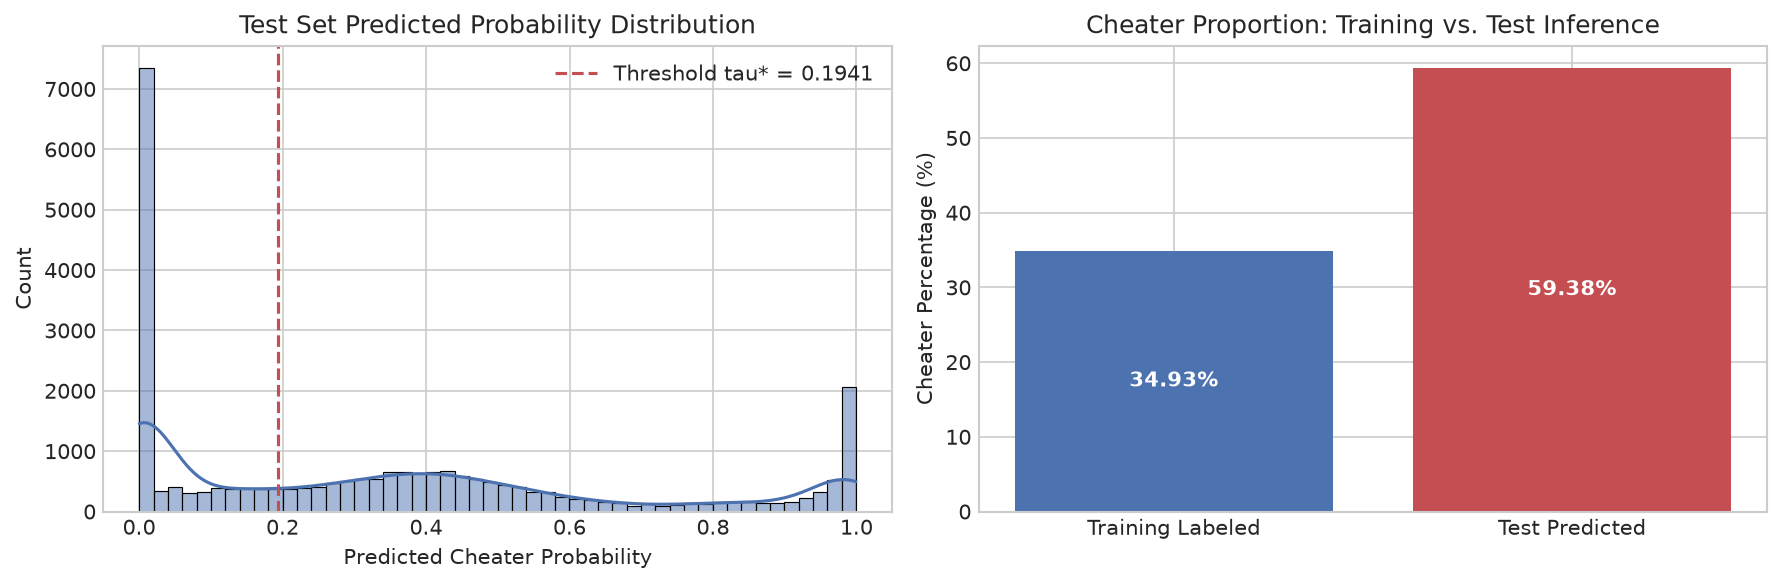 Test Set Predicted Probability Distribution
Threshold tau* = 0.1941
Count
7000
6000
5000
4000
3000
2000
1000
0
0.0 0.2 0.4 0.6 0.8 1.0
Predicted Cheater Probability
Cheater Proportion: Training vs. Test Inference
Cheater Percentage (%)
60
50
40
30
20
10
0
34.93%
59.38%
Training Labeled Test Predicted